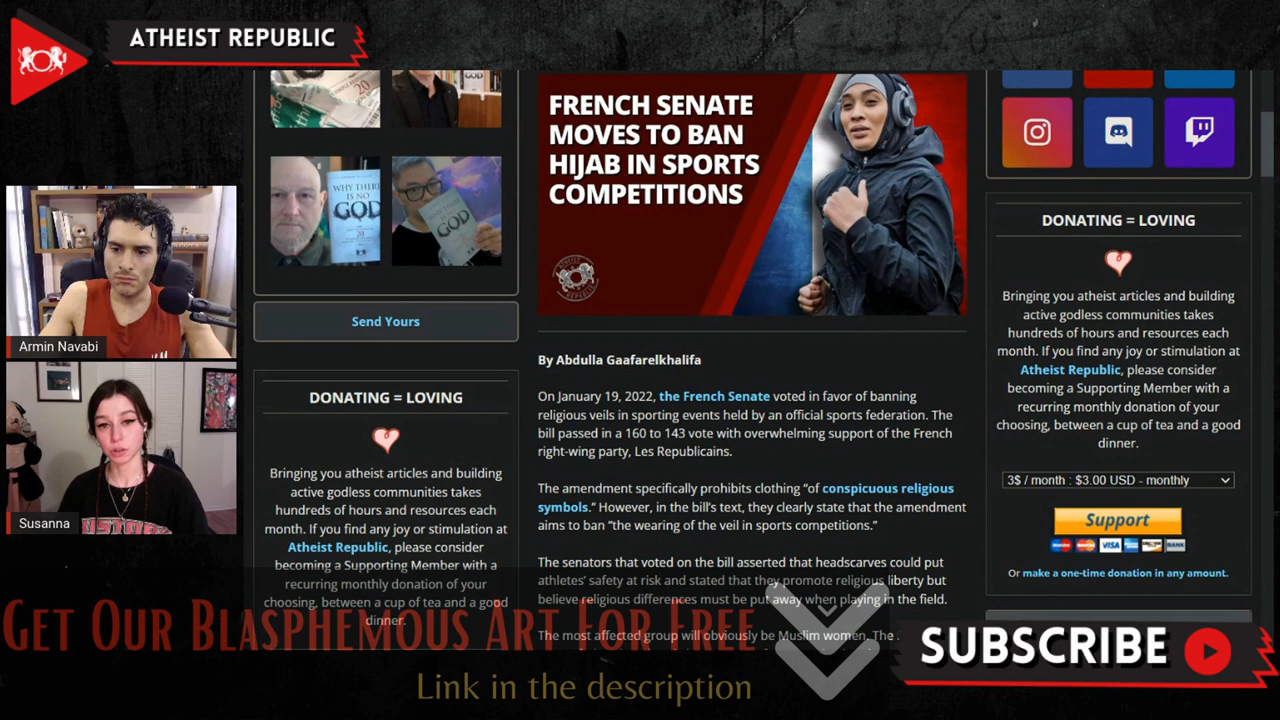 ATHEIST REPUBLIC
Armin Navabi
Susanna
WHY THERE
IS NO
GOD
20
GOD
Send Yours
DONATING = LOVING
Bringing you atheist articles and building
active godless communities takes
hundreds of hours and resources each
month. If you find any joy or stimulation at
Atheist Republic, please consider
becoming a Supporting Member with a
recurring monthly donation of your
choosing, between a cup of tea and a good
dinner.
FRENCH SENATE
MOVES TO BAN
HIJAB IN SPORTS
COMPETITIONS
By Abdulla Gaafarelkhalifa
On January 19, 2022, the French Senate voted in favor of banning
religious veils in sporting events held by an official sports federation. The
bill passed in a 160 to 143 vote with overwhelming support of the French
right-wing party, Les Republicains.
The amendment specifically prohibits clothing "of conspicuous religious
symbols." However, in the bill's text, they clearly state that the amendment
aims to ban "the wearing of the veil in sports competitions."
The senators that voted on the bill asserted that headscarves could put
athletes' safety at risk and stated that they promote religious liberty but
believe religious differences must be put away when playing in the field.
The most affected group will obviously be Muslim women. The
DONATING = LOVING
Bringing you atheist articles and building
active godless communities takes
hundreds of hours and resources each
month. If you find any joy or stimulation at
Atheist Republic, please consider
becoming a Supporting Member with a
recurring monthly donation of your
choosing, between a cup of tea and a good
dinner.
3$ / month : $3.00 USD - monthly
Support
VISA
BANK
Or make a one-time donation in any amount.
Get Our Blasphemous Art For Free
Link in the description
SUBSCRIBE